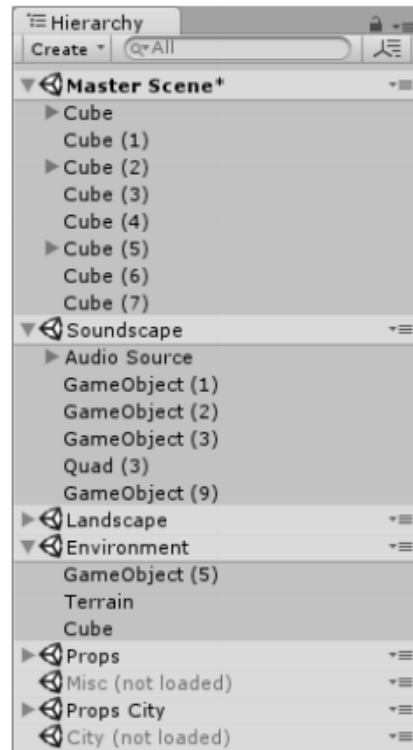 Hierarchy
Create All
Master Scene*
Cube
Cube (1)
Cube (2)
Cube (3)
Cube (4)
Cube (5)
Cube (6)
Cube (7)
Soundscape
Audio Source
GameObject (1)
GameObject (2)
GameObject (3)
Quad (3)
GameObject (9)
Landscape
Environment
GameObject (5)
Terrain
Cube
Props
Misc (not loaded)
Props City
City (not loaded)